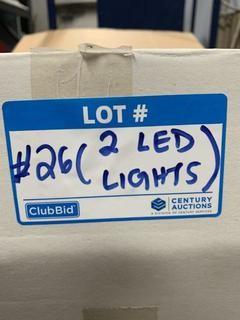 LOT #
#26 (2 LED
LIGHTS)
ClubBid
CENTURY
AUCTIONS
A DIVISION OF CENTURY SERVICES